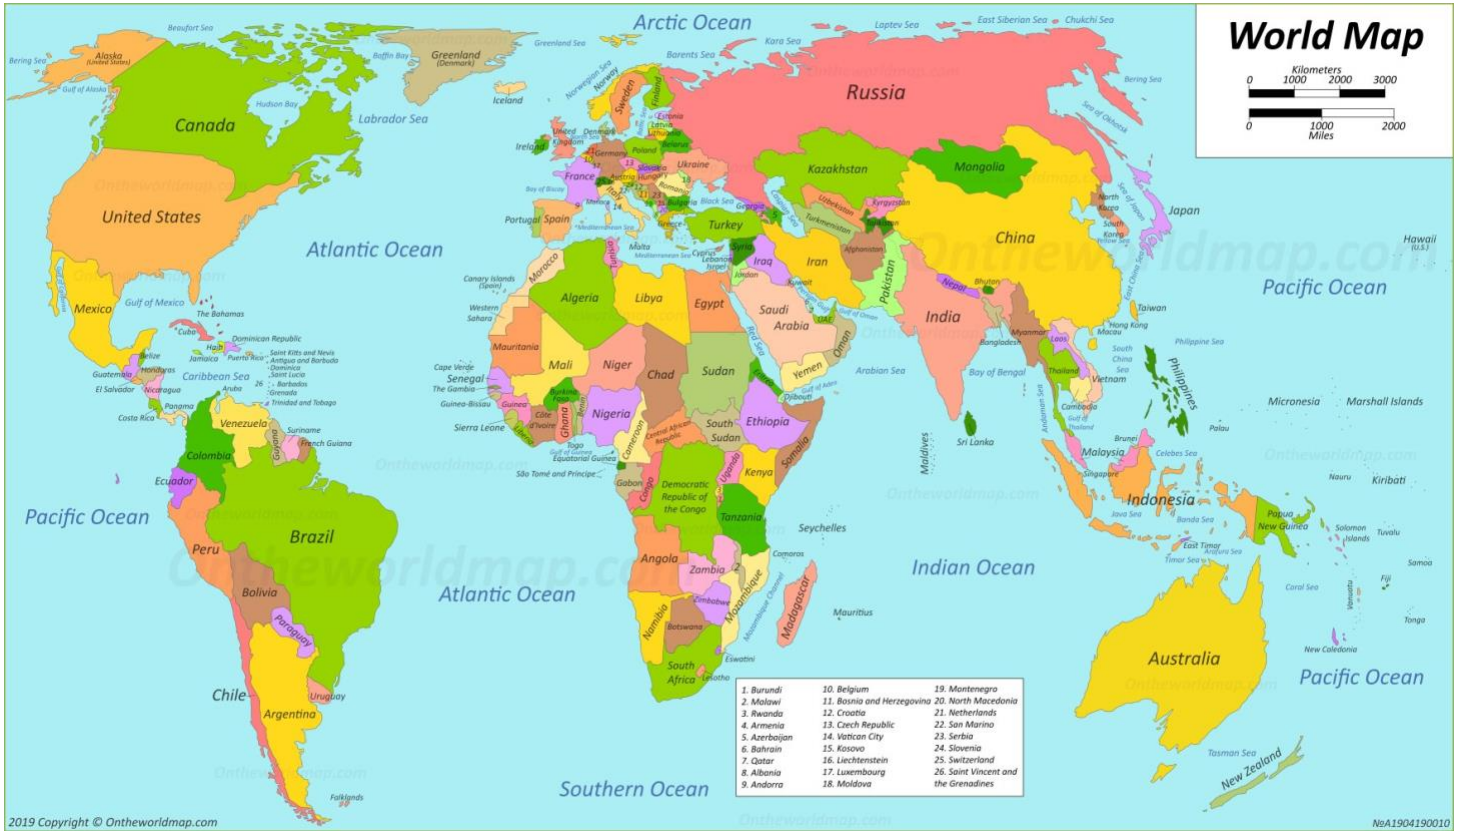 World Map
Kilometers
0 1000 2000 3000
0 1000 2000
Miles
Arctic Ocean
Beaufort Sea
Baffin Bay
Greenland Sea
Norwegian Sea
Barents Sea
Kara Sea
Laptev Sea
East Siberian Sea
Chukchi Sea
Bering Sea
Bering Sea
Sea of Okhotsk
Alaska
(United States)
Gulf of Alaska
Greenland
(Denmark)
Iceland
Canada
Hudson Bay
Labrador Sea
United States
Atlantic Ocean
Mexico
Gulf of Mexico
The Bahamas
Cuba
Haiti
Dominican Republic
Jamaica
Puerto Rico
Saint Kitts and Nevis
Antigua and Barbuda
Dominica
Saint Lucia
Barbados
Grenada
Trinidad and Tobago
26
Aruba
Caribbean Sea
Belize
Honduras
Guatemala
El Salvador
Nicaragua
Costa Rica
Panama
Venezuela
Guyana
Suriname
French Guiana
Colombia
Ecuador
Peru
Brazil
Bolivia
Paraguay
Chile
Uruguay
Argentina
Falklands
Pacific Ocean
Atlantic Ocean
Southern Ocean
Norway
Sweden
Finland
Estonia
Latvia
Lithuania
Belarus
Poland
Denmark
United
Kingdom
Ireland
Germany
France
Bay of Biscay
Portugal
Spain
Monaco
Italy
Austria
Hungary
Slovakia
13
Ukraine
Romania
Bulgaria
Greece
Black Sea
Turkey
Georgia
Caspian Sea
Malta
Mediterranean Sea
Cyprus
Lebanon
Israel
Syria
Jordan
Iraq
Kuwait
Iran
Persian Gulf
Gulf of Oman
Saudi
Arabia
UAE
Oman
Yemen
Gulf of Aden
Red Sea
Russia
Kazakhstan
Uzbekistan
Turkmenistan
Kyrgyzstan
Tajikistan
Afghanistan
Pakistan
India
Nepal
Bhutan
Bangladesh
Sri Lanka
Maldives
Arabian Sea
Bay of Bengal
Mongolia
China
North
Korea
South
Korea
Yellow Sea
Sea of Japan
Japan
East China Sea
Taiwan
Hong Kong
Macau
South
China
Sea
Philippine Sea
Philippines
Myanmar
Laos
Thailand
Vietnam
Cambodia
Gulf of
Thailand
Andaman Sea
Malaysia
Singapore
Brunei
Celebes Sea
Indonesia
Java Sea
Banda Sea
East Timor
Timor Sea
Arafura Sea
Papua
New Guinea
Palau
Micronesia
Marshall Islands
Nauru
Kiribati
Solomon
Islands
Tuvalu
Samoa
Fiji
Vanuatu
Tonga
New Caledonia
Coral Sea
Australia
Tasman Sea
New Zealand
Hawaii
(U.S.)
Pacific Ocean
Pacific Ocean
Indian Ocean
Canary Islands
(Spain)
Morocco
Western
Sahara
Algeria
Tunisia
Libya
Egypt
Mauritania
Mali
Niger
Chad
Sudan
Eritrea
Djibouti
Ethiopia
Somalia
South
Sudan
Cape Verde
Senegal
The Gambia
Guinea-Bissau
Guinea
Sierra Leone
Liberia
Côte
d'Ivoire
Burkina
Faso
Ghana
Togo
Benin
Nigeria
Cameroon
Central African
Republic
Gulf of Guinea
Equatorial Guinea
São Tomé and Príncipe
Gabon
Congo
Democratic
Republic of
the Congo
Uganda
Kenya
Tanzania
Seychelles
Comoros
Angola
Zambia
2
Mozambique
Mozambique Channel
Madagascar
Mauritius
Zimbabwe
Namibia
Botswana
South
Africa
Eswatini
Lesotho
1. Burundi
2. Malawi
3. Rwanda
4. Armenia
5. Azerbaijan
6. Bahrain
7. Qatar
8. Albania
9. Andorra
10. Belgium
11. Bosnia and Herzegovina
12. Croatia
13. Czech Republic
14. Vatican City
15. Kosovo
16. Liechtenstein
17. Luxembourg
18. Moldova
19. Montenegro
20. North Macedonia
21. Netherlands
22. San Marino
23. Serbia
24. Slovenia
25. Switzerland
26. Saint Vincent and
the Grenadines
2019 Copyright © Ontheworldmap.com
№A1904190010
Ontheworldmap.com